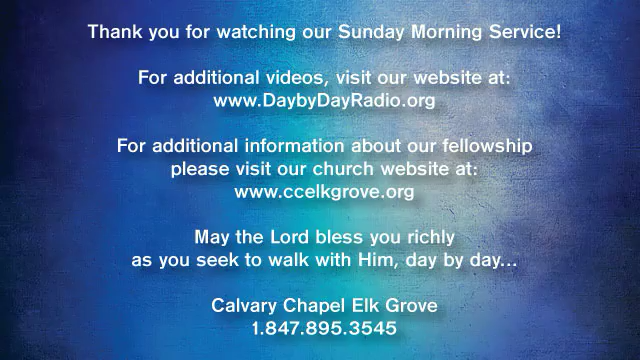 Thank you for watching our Sunday Morning Service!
For additional videos, visit our website at:
www.DaybyDayRadio.org
For additional information about our fellowship
please visit our church website at:
www.ccelkgrove.org
May the Lord bless you richly
as you seek to walk with Him, day by day...
Calvary Chapel Elk Grove
1.847.895.3545